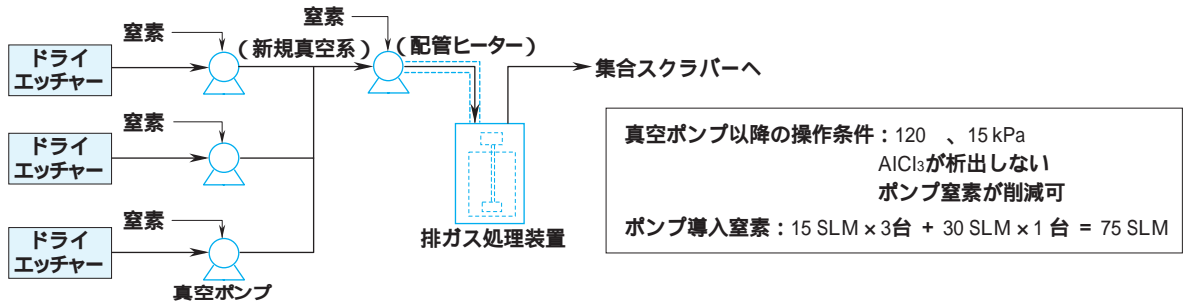 窒素
窒素
ドライ
エッチャー
(新規真空系)
(配管ヒーター)
集合スクラバーへ
窒素
ドライ
エッチャー
窒素
ドライ
エッチャー
真空ポンプ
排ガス処理装置
真空ポンプ以降の操作条件:120 、15 kPa
AlCl3が析出しない
ポンプ窒素が削減可
ポンプ導入窒素:15 SLM × 3台 + 30 SLM × 1 台 = 75 SLM